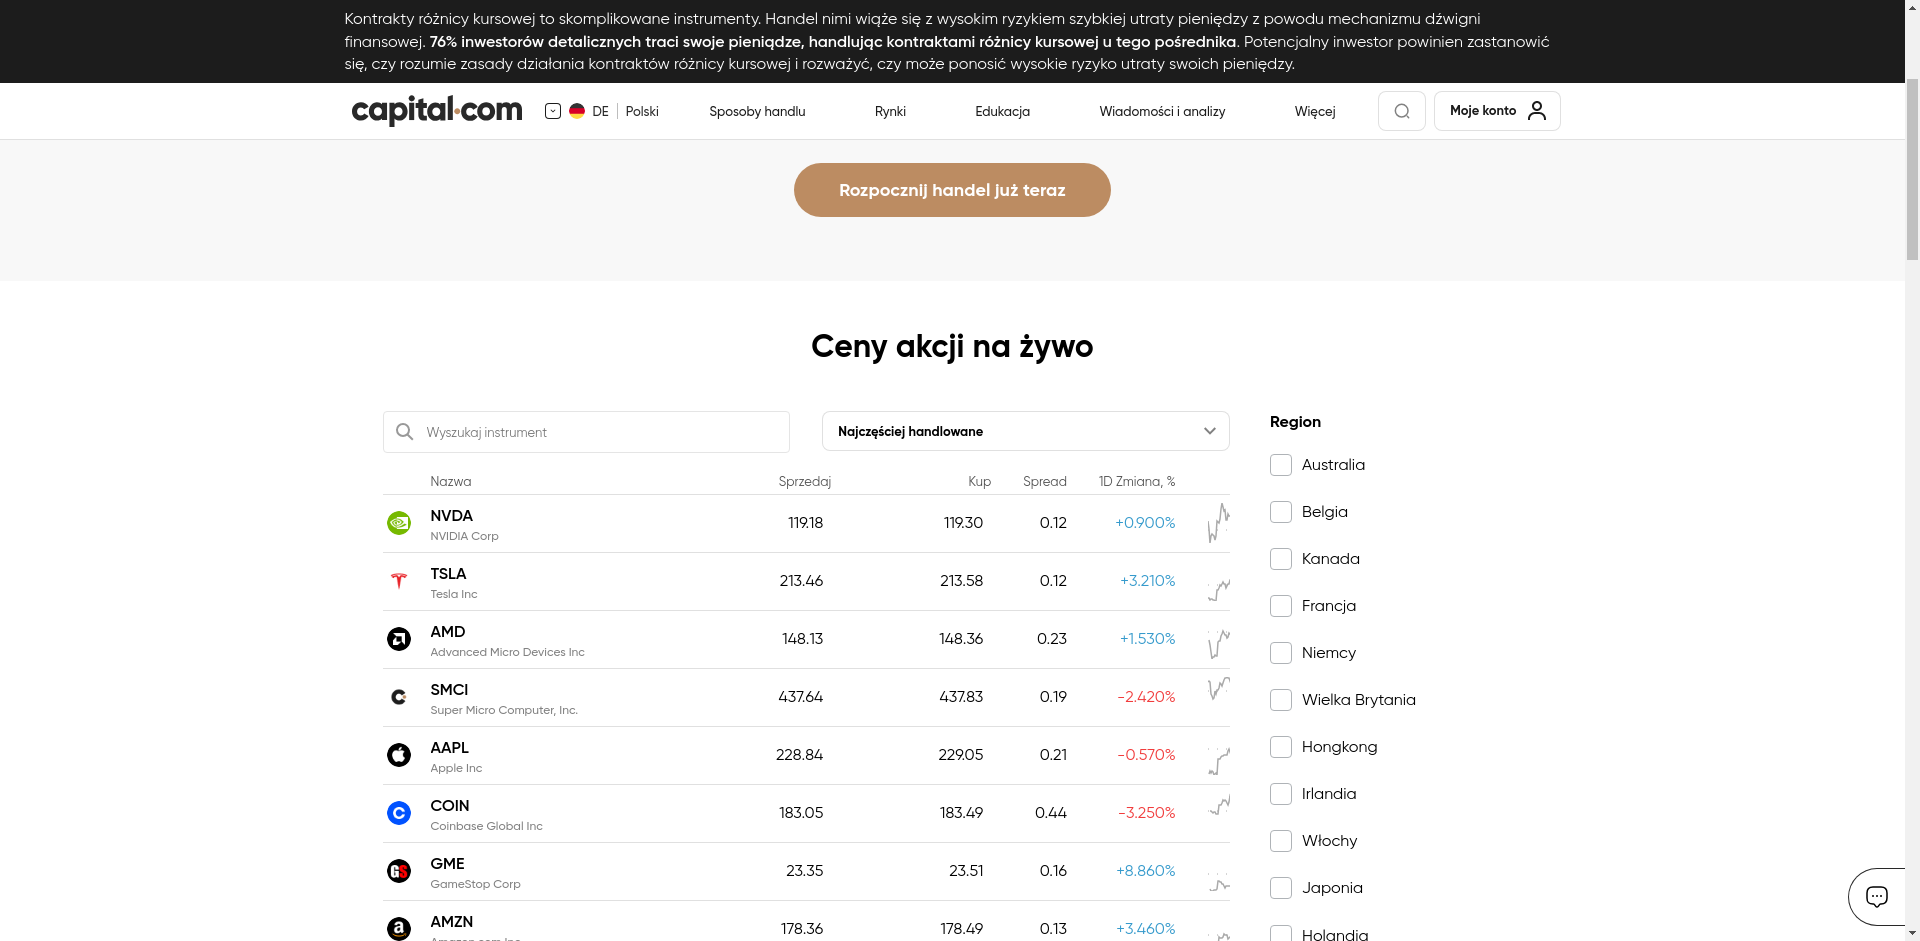 Kontrakty różnicy kursowej to skomplikowane instrumenty. Handel nimi wiąże się z wysokim ryzykiem szybkiej utraty pieniędzy z powodu mechanizmu dźwigni
finansowej. 76% inwestorów detalicznych traci swoje pieniądze, handlując kontraktami różnicy kursowej u tego pośrednika. Potencjalny inwestor powinien zastanowić
się, czy rozumie zasady działania kontraktów różnicy kursowej i rozważyć, czy może ponosić wysokie ryzyko utraty swoich pieniędzy.
capital.com DE Polski Sposoby handlu Rynki Edukacja Wiadomości i analizy Więcej Moje konto
Rozpocznij handel już teraz
Ceny akcji na żywo
Wyszukaj instrument
Najczęściej handlowane
Nazwa Sprzedaj Kup Spread 1D Zmiana, %
NVDA
NVIDIA Corp
119.18 119.30 0.12 +0.900%
TSLA
Tesla Inc
213.46 213.58 0.12 +3.210%
AMD
Advanced Micro Devices Inc
148.13 148.36 0.23 +1.530%
SMCI
Super Micro Computer, Inc.
437.64 437.83 0.19 -2.420%
AAPL
Apple Inc
228.84 229.05 0.21 -0.570%
COIN
Coinbase Global Inc
183.05 183.49 0.44 -3.250%
GME
GameStop Corp
23.35 23.51 0.16 +8.860%
AMZN
Amazon.com Inc
178.36 178.49 0.13 +3.460%
Region
Australia
Belgia
Kanada
Francja
Niemcy
Wielka Brytania
Hongkong
Irlandia
Włochy
Japonia
Holandia